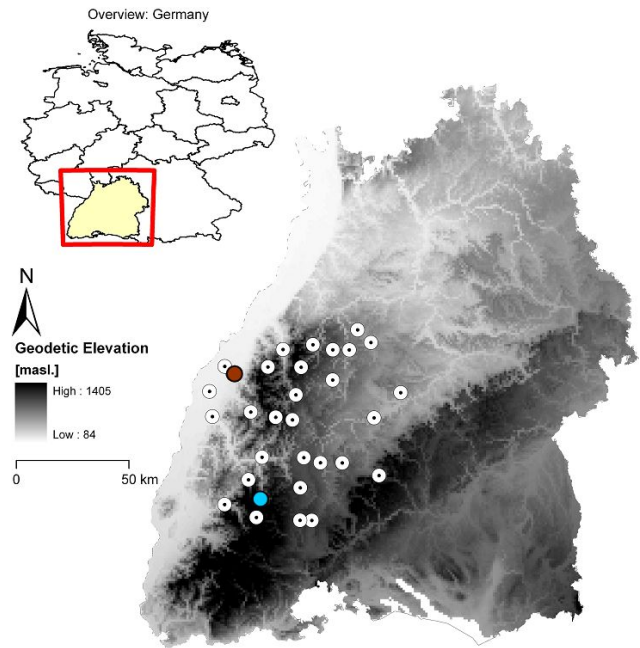 Overview: Germany
N
Geodetic Elevation
[masl.]
High : 1405
Low : 84
0 50 km